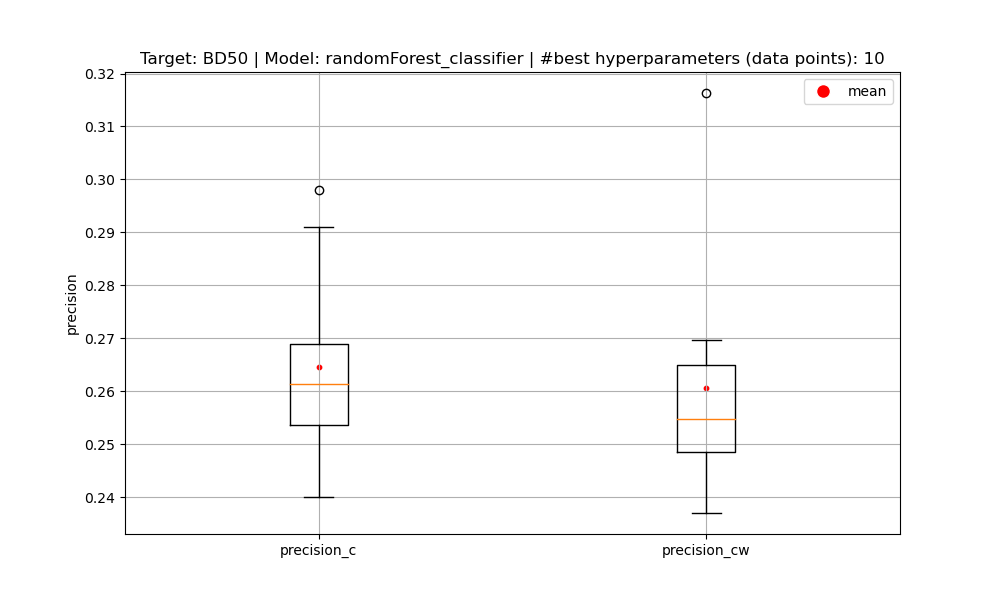 Target: BD50 | Model: randomForest_classifier | #best hyperparameters (data points): 10
mean
0.32
0.31
0.30
0.29
0.28
0.27
0.26
0.25
0.24
precision
precision_c
precision_cw